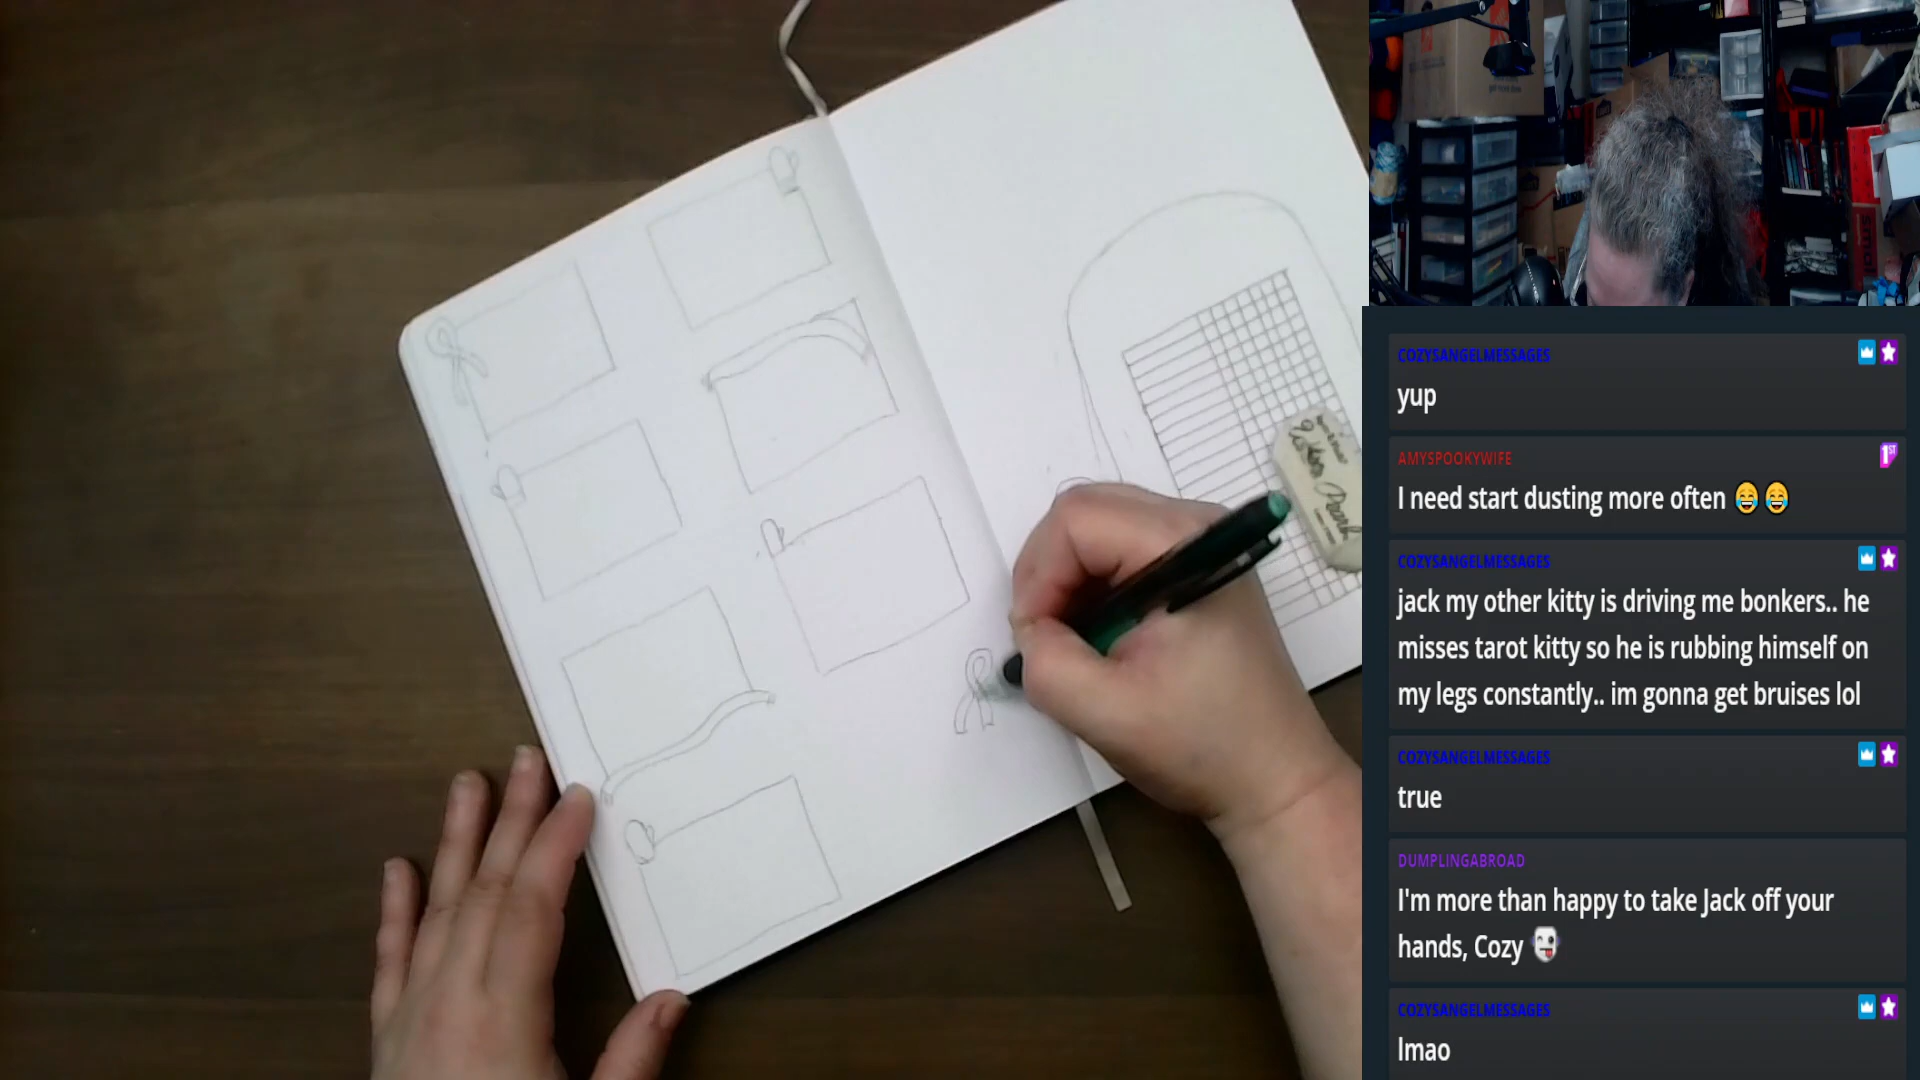 COZYSANGELMESSAGES
yup
AMYSPOOKYWIFE
1ST
I need start dusting more often 😂 😂
COZYSANGELMESSAGES
jack my other kitty is driving me bonkers.. he
misses tarot kitty so he is rubbing himself on
my legs constantly.. im gonna get bruises lol
COZYSANGELMESSAGES
true
DUMPLINGABROAD
I'm more than happy to take Jack off your
hands, Cozy
COZYSANGELMESSAGES
lmao